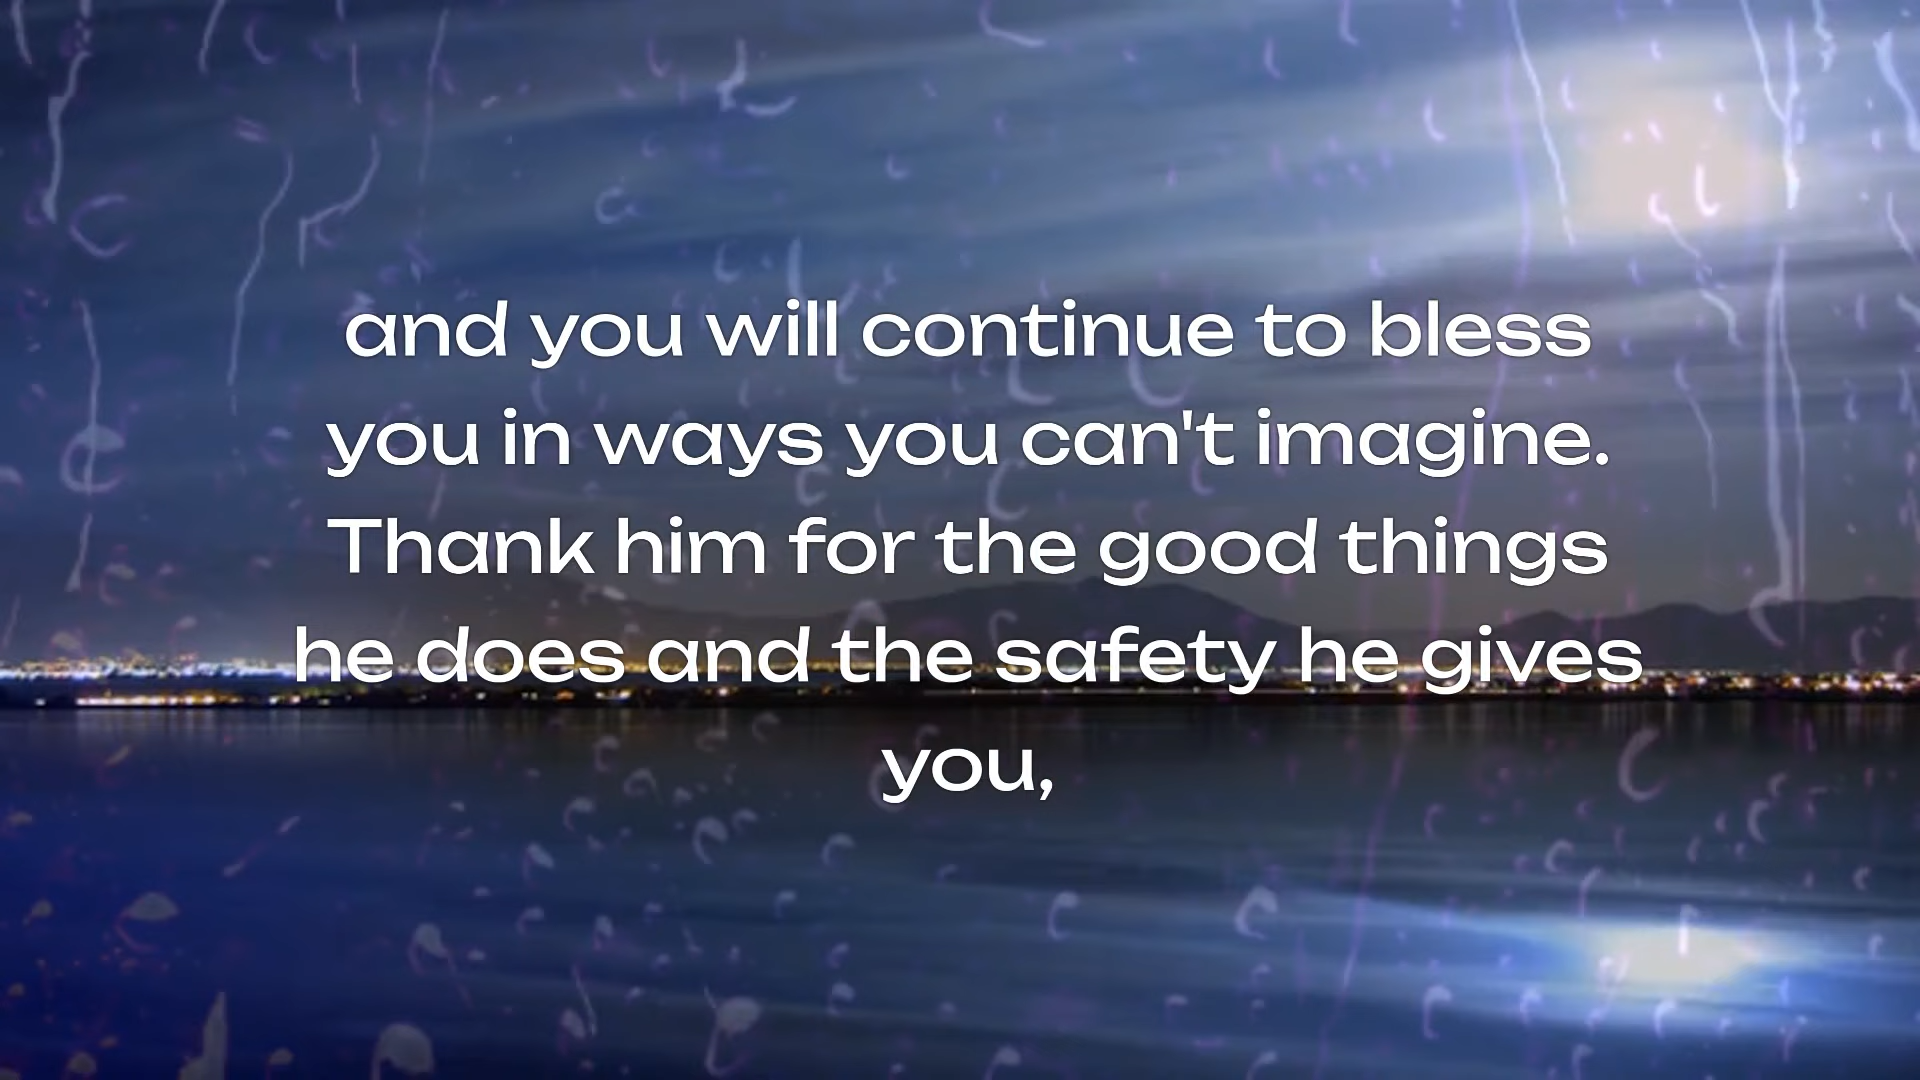 and you will continue to bless
you in ways you can't imagine.
Thank him for the good things
he does and the safety he gives
you,